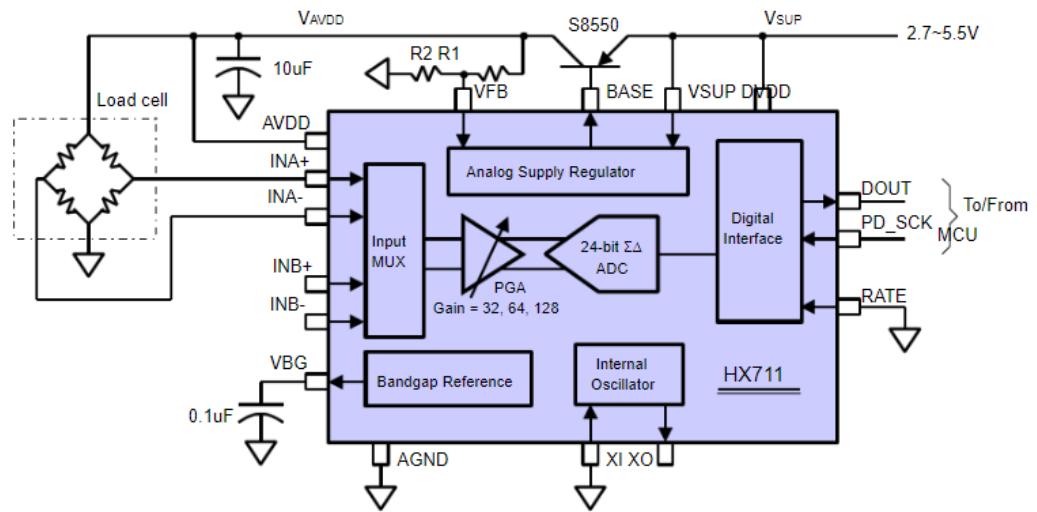 VAVDD
S8550
VSUP
2.7~5.5V
R2 R1
10uF
Load cell
VFB
BASE
VSUP DVDD
AVDD
INA+
INA-
INB+
INB-
VBG
0.1uF
Analog Supply Regulator
Input
MUX
PGA
Gain = 32, 64, 128
24-bit ΣΔ
ADC
Digital
Interface
DOUT
PD_SCK
To/From
MCU
RATE
Bandgap Reference
Internal
Oscillator
HX711
AGND
XI XO